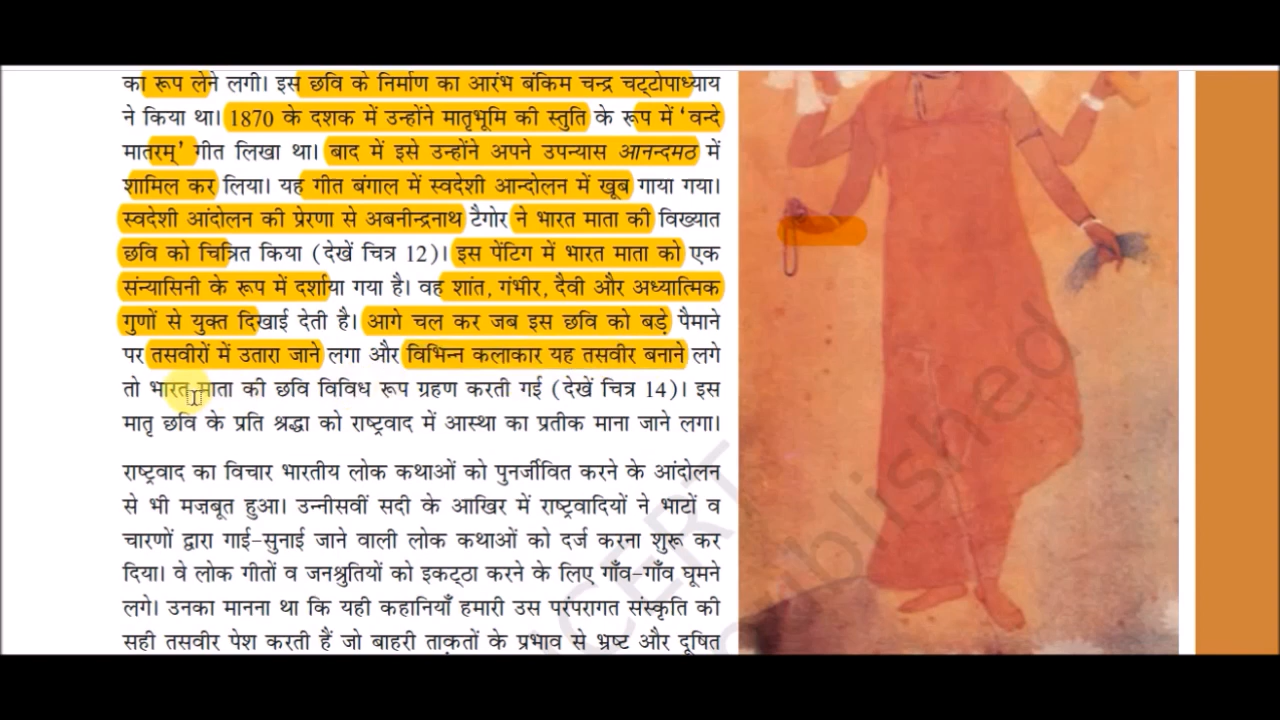 का रूप लेने लगी। इस छवि के निर्माण का आरंभ बंकिम चन्द्र चट्टोपाध्याय
ने किया था। 1870 के दशक में उन्होंने मातृभूमि की स्तुति के रूप में ‘वन्दे
मातरम्’ गीत लिखा था। बाद में इसे उन्होंने अपने उपन्यास आनन्दमठ में
शामिल कर लिया। यह गीत बंगाल में स्वदेशी आन्दोलन में खूब गाया गया।
स्वदेशी आंदोलन की प्रेरणा से अबनीन्द्रनाथ टैगोर ने भारत माता की विख्यात
छवि को चित्रित किया (देखें चित्र 12)। इस पेंटिग में भारत माता को एक
संन्यासिनी के रूप में दर्शाया गया है। वह शांत, गंभीर, दैवी और अध्यात्मिक
गुणों से युक्त दिखाई देती है। आगे चल कर जब इस छवि को बड़े पैमाने
पर तसवीरों में उतारा जाने लगा और विभिन्न कलाकार यह तसवीर बनाने लगे
तो भारत माता की छवि विविध रूप ग्रहण करती गई (देखें चित्र 14)। इस
मातृ छवि के प्रति श्रद्धा को राष्ट्रवाद में आस्था का प्रतीक माना जाने लगा।
राष्ट्रवाद का विचार भारतीय लोक कथाओं को पुनर्जीवित करने के आंदोलन
से भी मजबूत हुआ। उन्नीसवीं सदी के आखिर में राष्ट्रवादियों ने भाटों व
चारणों द्वारा गाई-सुनाई जाने वाली लोक कथाओं को दर्ज करना शुरू कर
दिया। वे लोक गीतों व जनश्रुतियों को इकट्ठा करने के लिए गाँव-गाँव घूमने
लगे। उनका मानना था कि यही कहानियाँ हमारी उस परंपरागत संस्कृति की
सही तसवीर पेश करती हैं जो बाहरी ताकतों के प्रभाव से भ्रष्ट और दूषित
NCERT
published